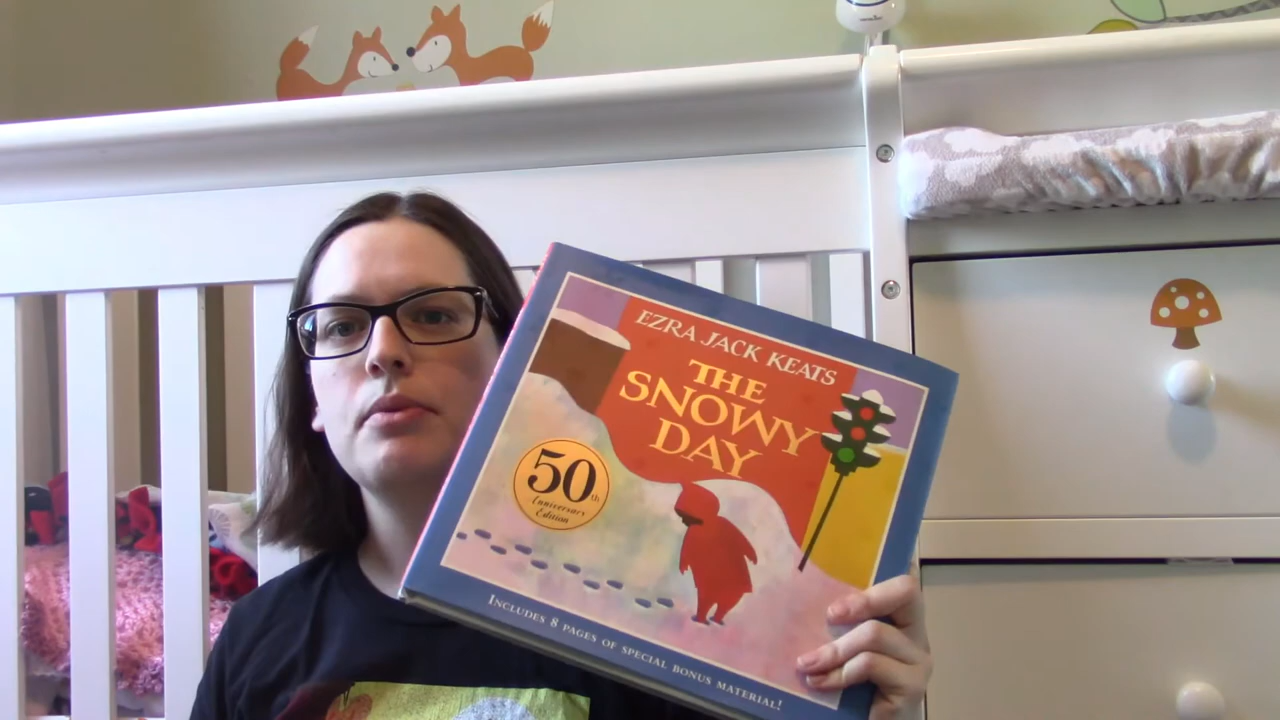 EZRA JACK KEATS
THE
SNOWY
DAY
50th
Anniversary
Edition
INCLUDES 8 PAGES OF SPECIAL BONUS MATERIAL!